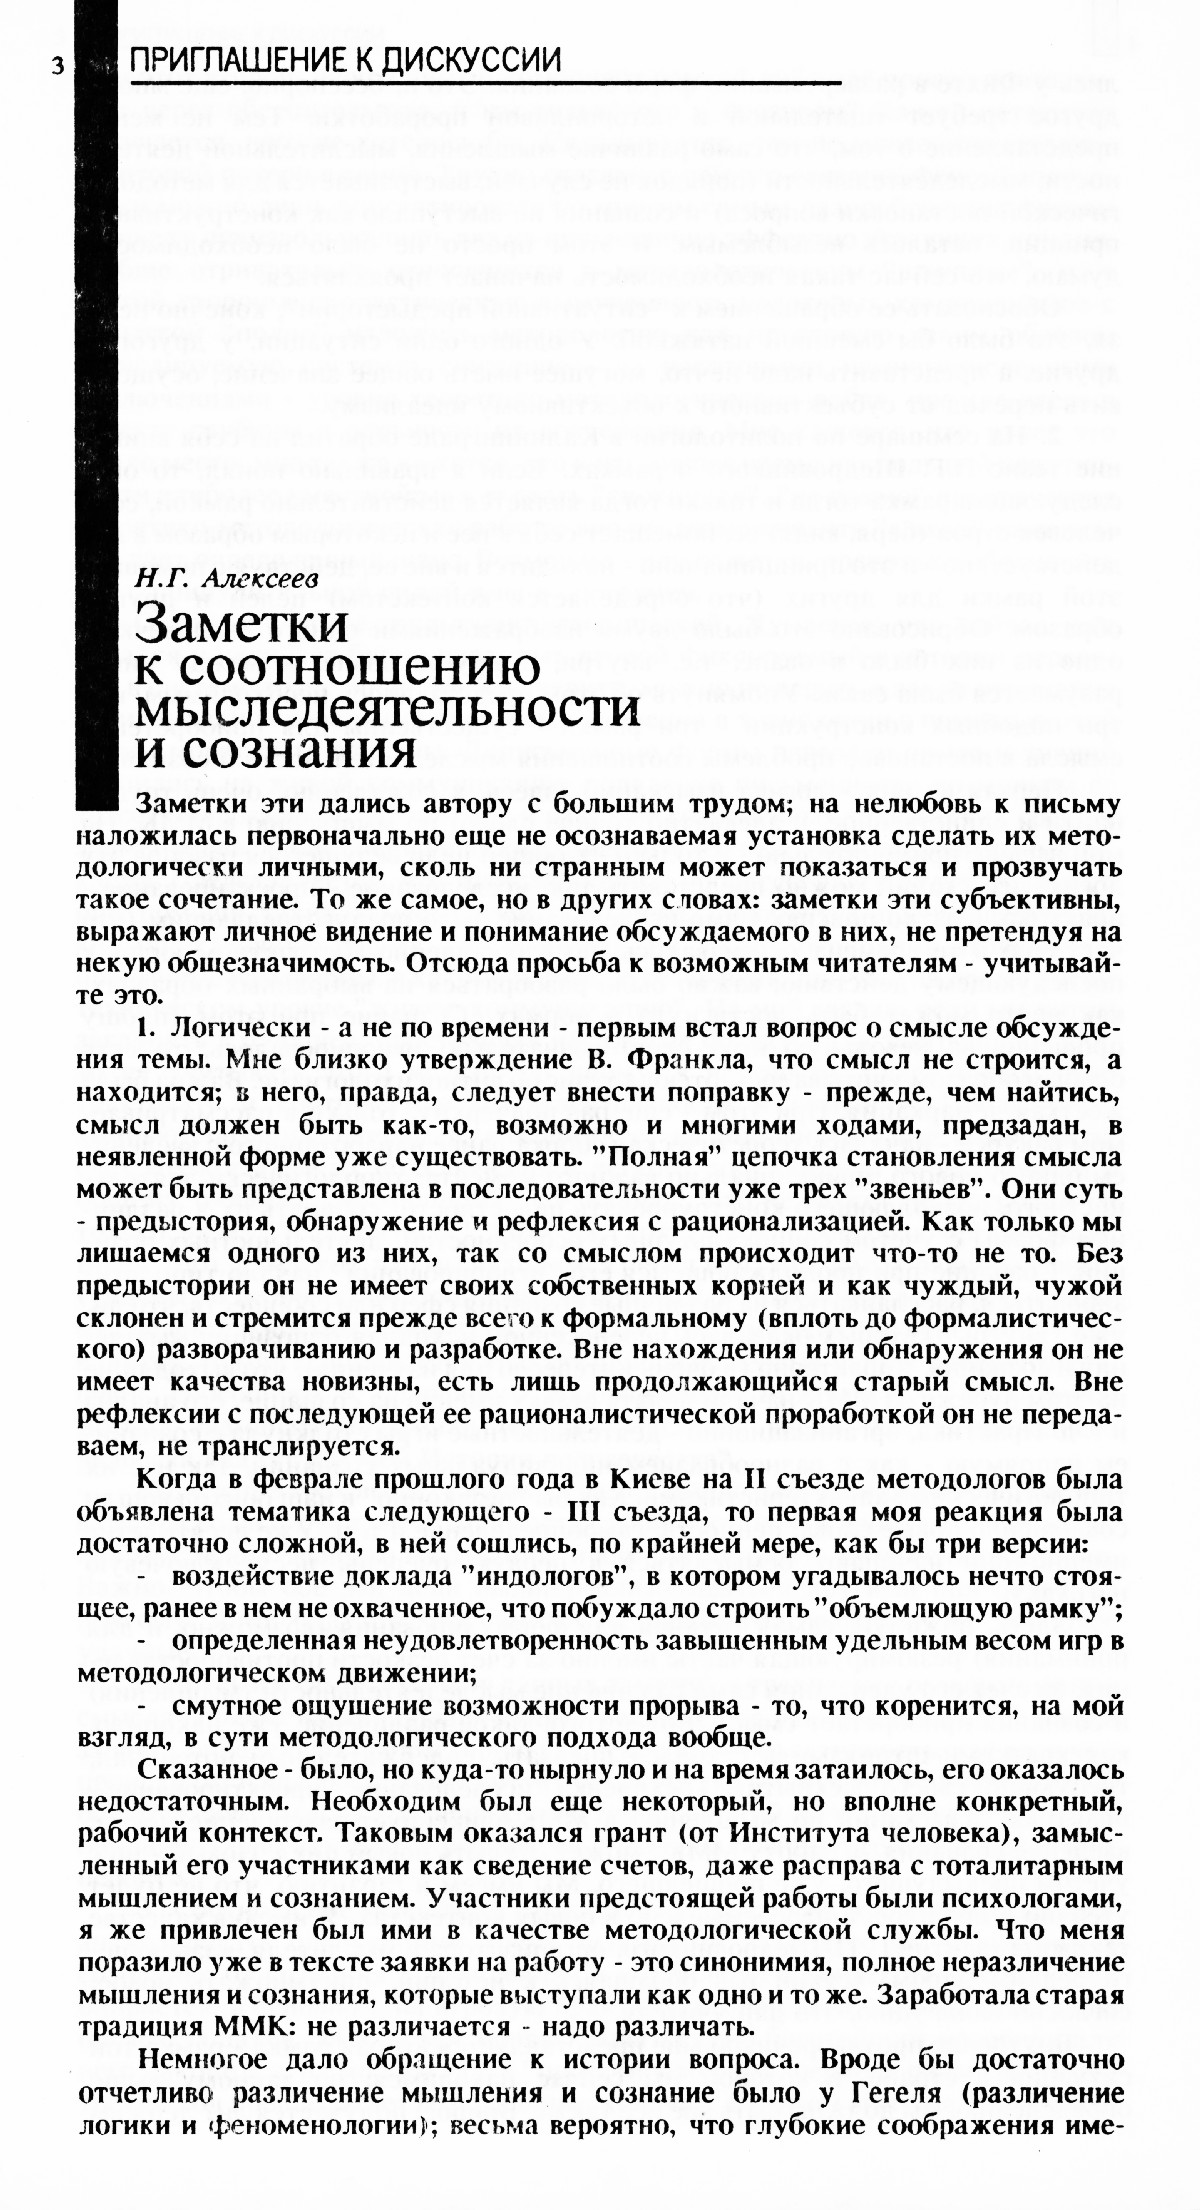 3
ПРИГЛАШЕНИЕ К ДИСКУССИИ
Н.Г. Алексеев
Заметки
к соотношению
мыследеятельности
и сознания
Заметки эти дались автору с большим трудом; на нелюбовь к письму
наложилась первоначально еще не осознаваемая установка сделать их мето-
дологически личными, сколь ни странным может показаться и прозвучать
такое сочетание. То же самое, но в других словах: заметки эти субъективны,
выражают личное видение и понимание обсуждаемого в них, не претендуя на
некую общезначимость. Отсюда просьба к возможным читателям - учитывай-
те это.
1. Логически - а не по времени - первым встал вопрос о смысле обсужде-
ния темы. Мне близко утверждение В. Франкла, что смысл не строится, а
находится; в него, правда, следует внести поправку - прежде, чем найтись,
смысл должен быть как-то, возможно и многими ходами, предзадан, в
неявленной форме уже существовать. "Полная" цепочка становления смысла
может быть представлена в последовательности уже трех "звеньев". Они суть
- предыстория, обнаружение и рефлексия с рационализацией. Как только мы
лишаемся одного из них, так со смыслом происходит что-то не то. Без
предыстории он не имеет своих собственных корней и как чуждый, чужой
склонен и стремится прежде всего к формальному (вплоть до формалистичес-
кого) разворачиванию и разработке. Вне нахождения или обнаружения он не
имеет качества новизны, есть лишь продолжающийся старый смысл. Вне
рефлексии с последующей ее рационалистической проработкой он не переда-
ваем, не транслируется.
Когда в феврале прошлого года в Киеве на II съезде методологов была
объявлена тематика следующего - III съезда, то первая моя реакция была
достаточно сложной, в ней сошлись, по крайней мере, как бы три версии:
- воздействие доклада "индологов", в котором угадывалось нечто стоя-
щее, ранее в нем не охваченное, что побуждало строить "объемлющую рамку";
- определенная неудовлетворенность завышенным удельным весом игр в
методологическом движении;
- смутное ощушение возможности прорыва - то, что коренится, на мой
взгляд, в сути методологического подхода вообще.
Сказанное - было, но куда-то нырнуло и на время затаилось, его оказалось
недостаточным. Необходим был еще некоторый, но вполне конкретный,
рабочий контекст. Таковым оказался грант (от Института человека), замыс-
ленный его участниками как сведение счетов, даже расправа с тоталитарным
мышлением и сознанием. Участники предстоящей работы были психологами,
я же привлечен был ими в качестве методологической службы. Что меня
поразило уже в тексте заявки на работу - это синонимия, полное неразличение
мышления и сознания, которые выступали как одно и то же. Заработала старая
традиция ММК: не различается - надо различать.
Немногое дало обращение к истории вопроса. Вроде бы достаточно
отчетливо различение мышления и сознание было у Гегеля (различение
логики и феноменологии); весьма вероятно, что глубокие соображения име-